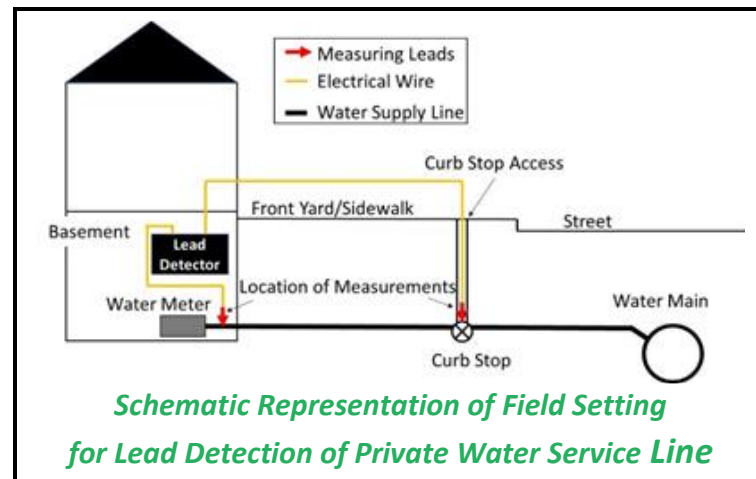 Measuring Leads
Electrical Wire
Water Supply Line
Curb Stop Access
Front Yard/Sidewalk
Street
Basement
Lead
Detector
Location of Measurements
Water Meter
Water Main
Curb Stop
Schematic Representation of Field Setting
for Lead Detection of Private Water Service Line